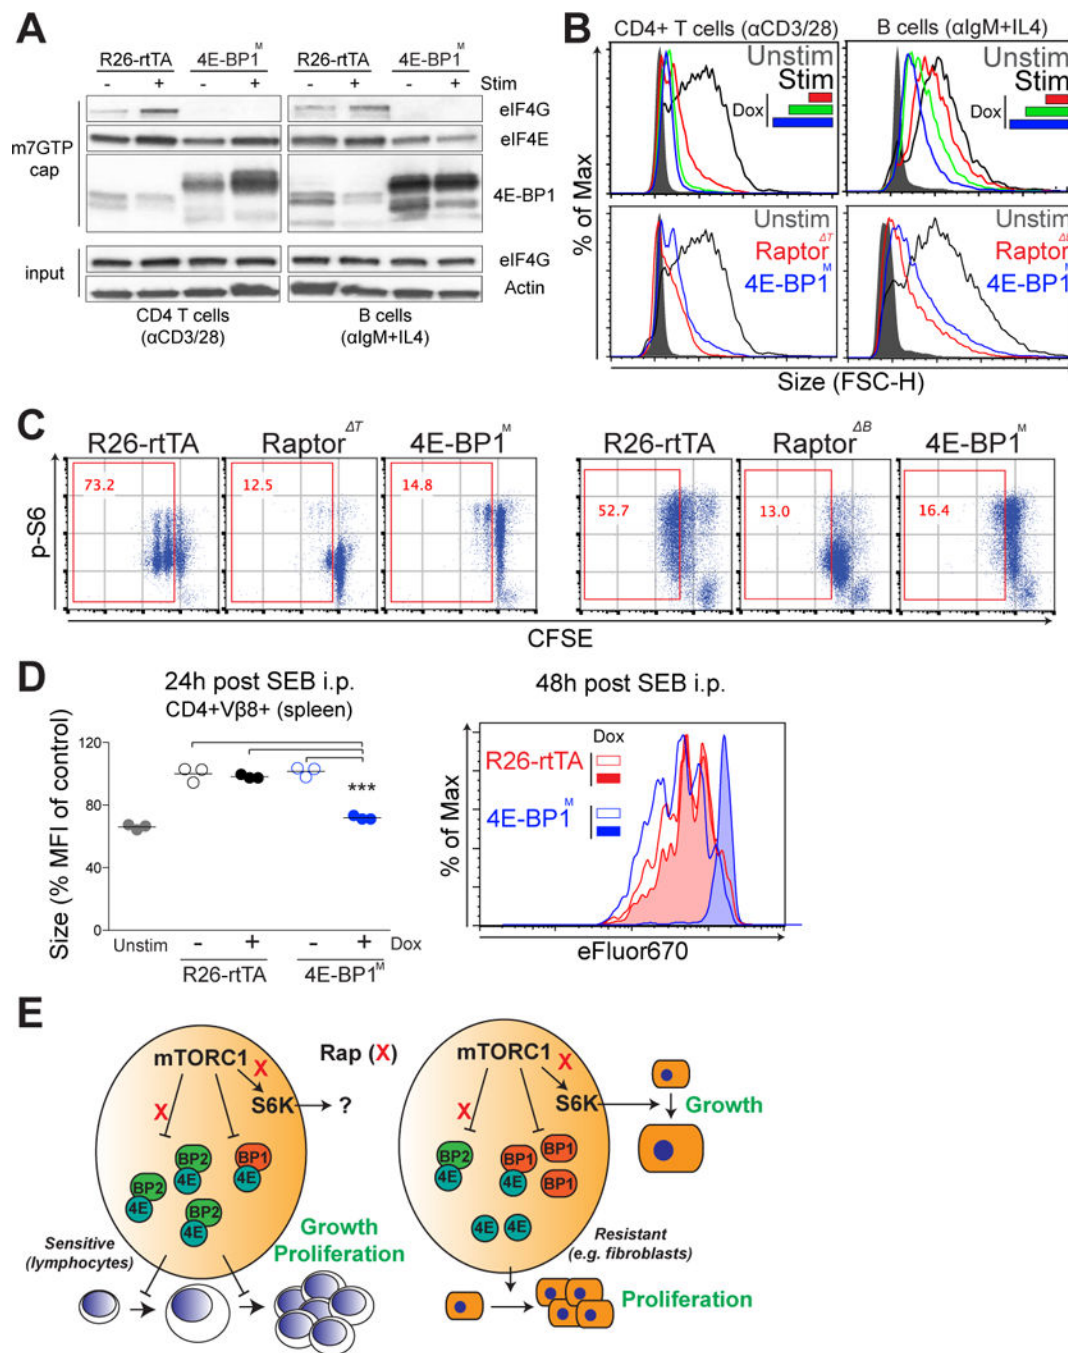 A
R26-rtTA 4E-BP1M R26-rtTA 4E-BP1M
- + - + - + - + Stim
m7GTP cap
eIF4G
eIF4E
4E-BP1
input
eIF4G
Actin
CD4 T cells (αCD3/28)
B cells (αIgM+IL4)
B
CD4+ T cells (αCD3/28)
B cells (αIgM+IL4)
Unstim
Stim
Dox
Unstim
Stim
Dox
% of Max
Unstim
RaptorΔT
4E-BP1M
Unstim
Raptor
4E-BP1M
Size (FSC-H)
C
R26-rtTA RaptorΔT 4E-BP1M R26-rtTA RaptorΔB 4E-BP1M
73.2 12.5 14.8 52.7 13.0 16.4
p-S6
CFSE
D
24h post SEB i.p.
CD4+Vβ8+ (spleen)
Size (% MFI of control)
120
80
40
0
***
Unstim - + - + Dox
R26-rtTA 4E-BP1M
48h post SEB i.p.
% of Max
Dox
R26-rtTA
4E-BP1M
eFluor670
E
mTORC1
X
X
S6K
?
Rap (X)
BP2
4E
BP2
4E
BP1
4E
BP2
4E
Sensitive
(lymphocytes)
Growth
Proliferation
mTORC1
X
X
S6K
Growth
BP2
4E
BP1
4E
BP1
BP1
4E
4E
Resistant
(e.g. fibroblasts)
Proliferation